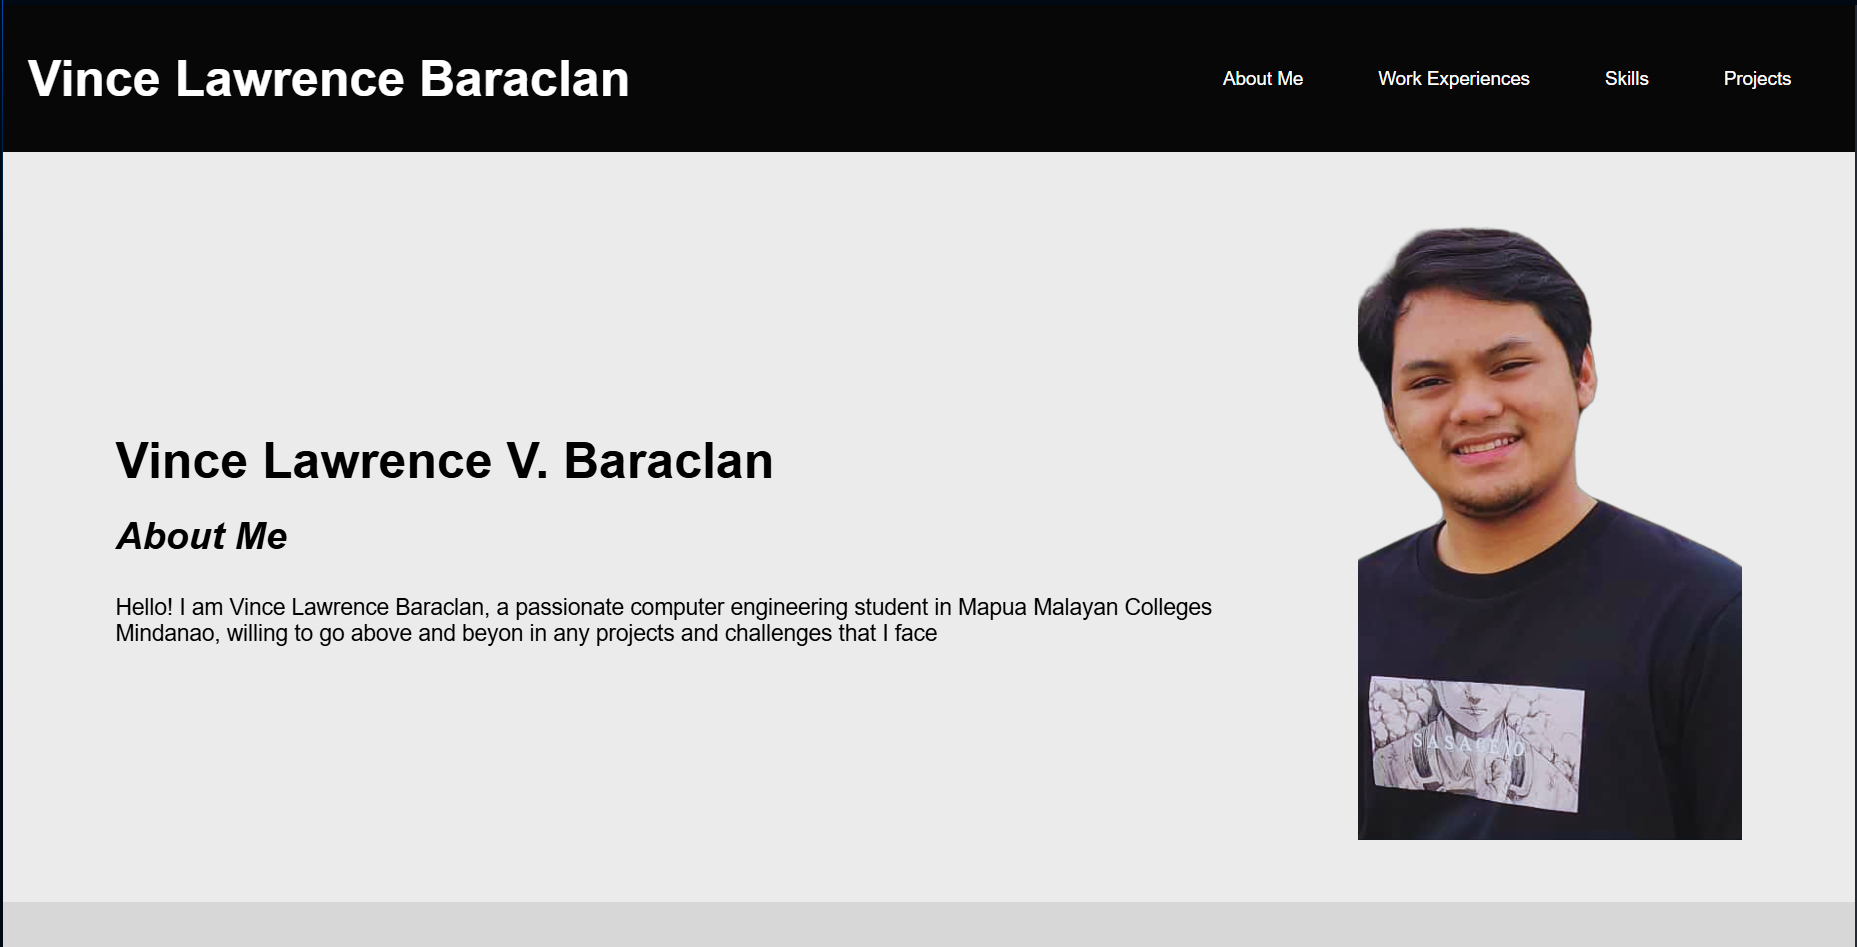 Vince Lawrence Baraclan
About Me
Work Experiences
Skills
Projects
Vince Lawrence V. Baraclan
About Me
Hello! I am Vince Lawrence Baraclan, a passionate computer engineering student in Mapua Malayan Colleges
Mindanao, willing to go above and beyon in any projects and challenges that I face
SASAGEYO